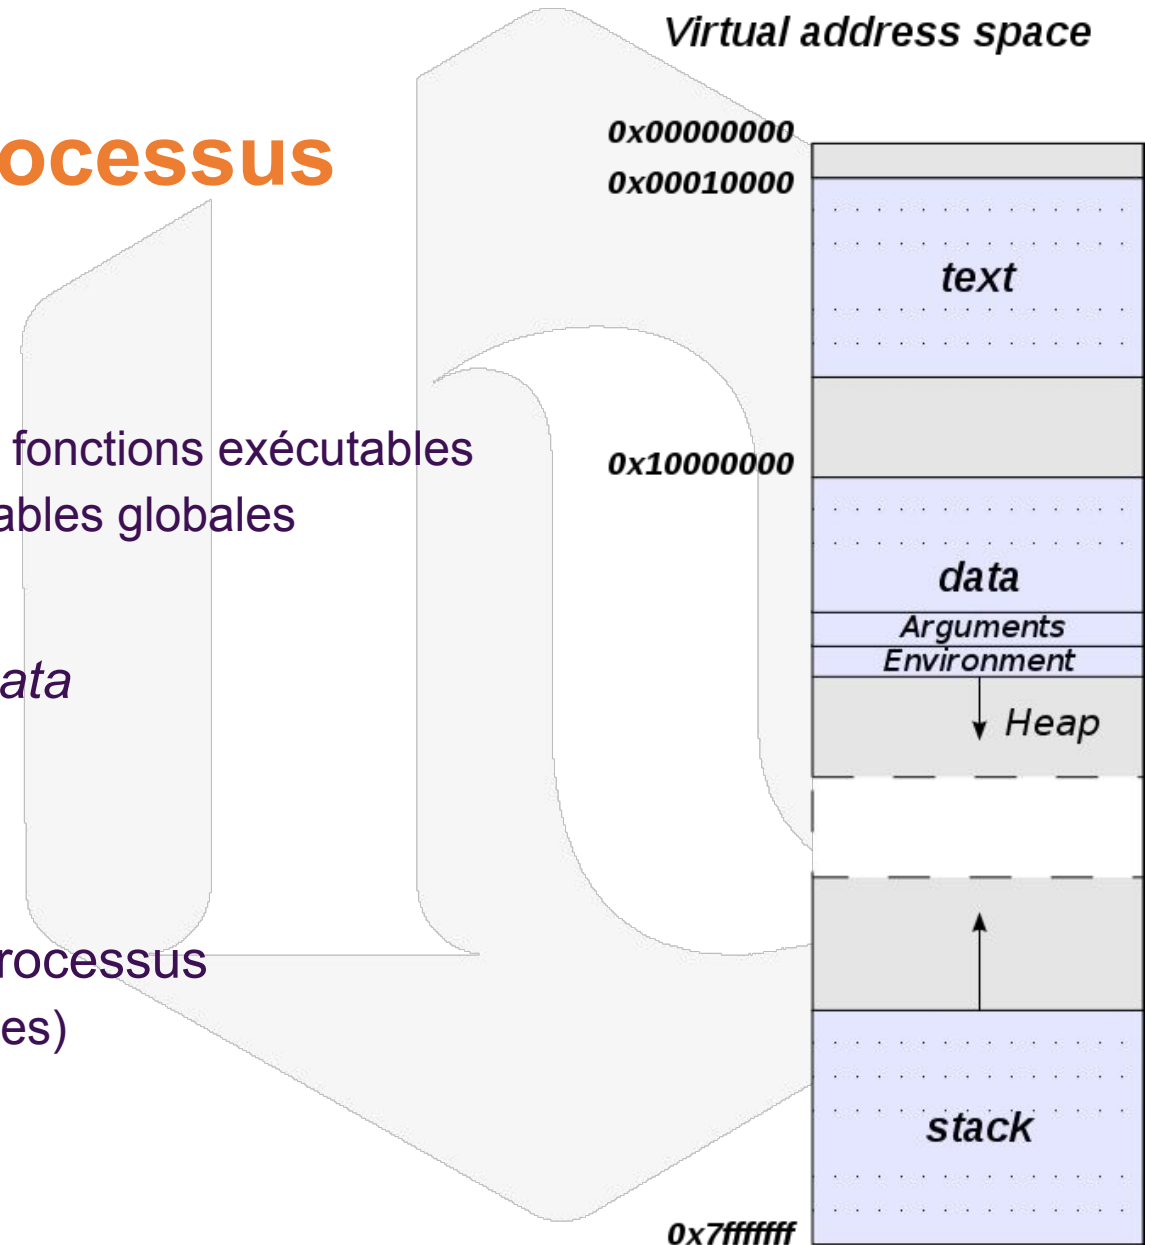 ocessus
fonctions exécutables
ables globales
ata
rocessus
es)
Virtual address space
0x00000000
0x00010000
text
0x10000000
data
Arguments
Environment
Heap
stack
0x7fffffff